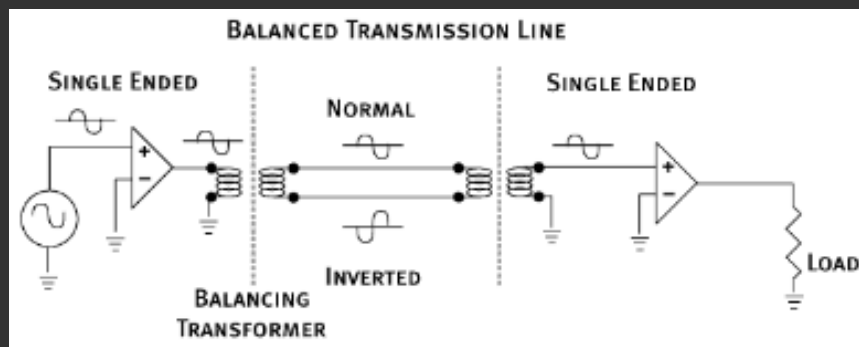 BALANCED TRANSMISSION LINE
SINGLE ENDED
NORMAL
SINGLE ENDED
+
−
+
−
INVERTED
LOAD
BALANCING
TRANSFORMER